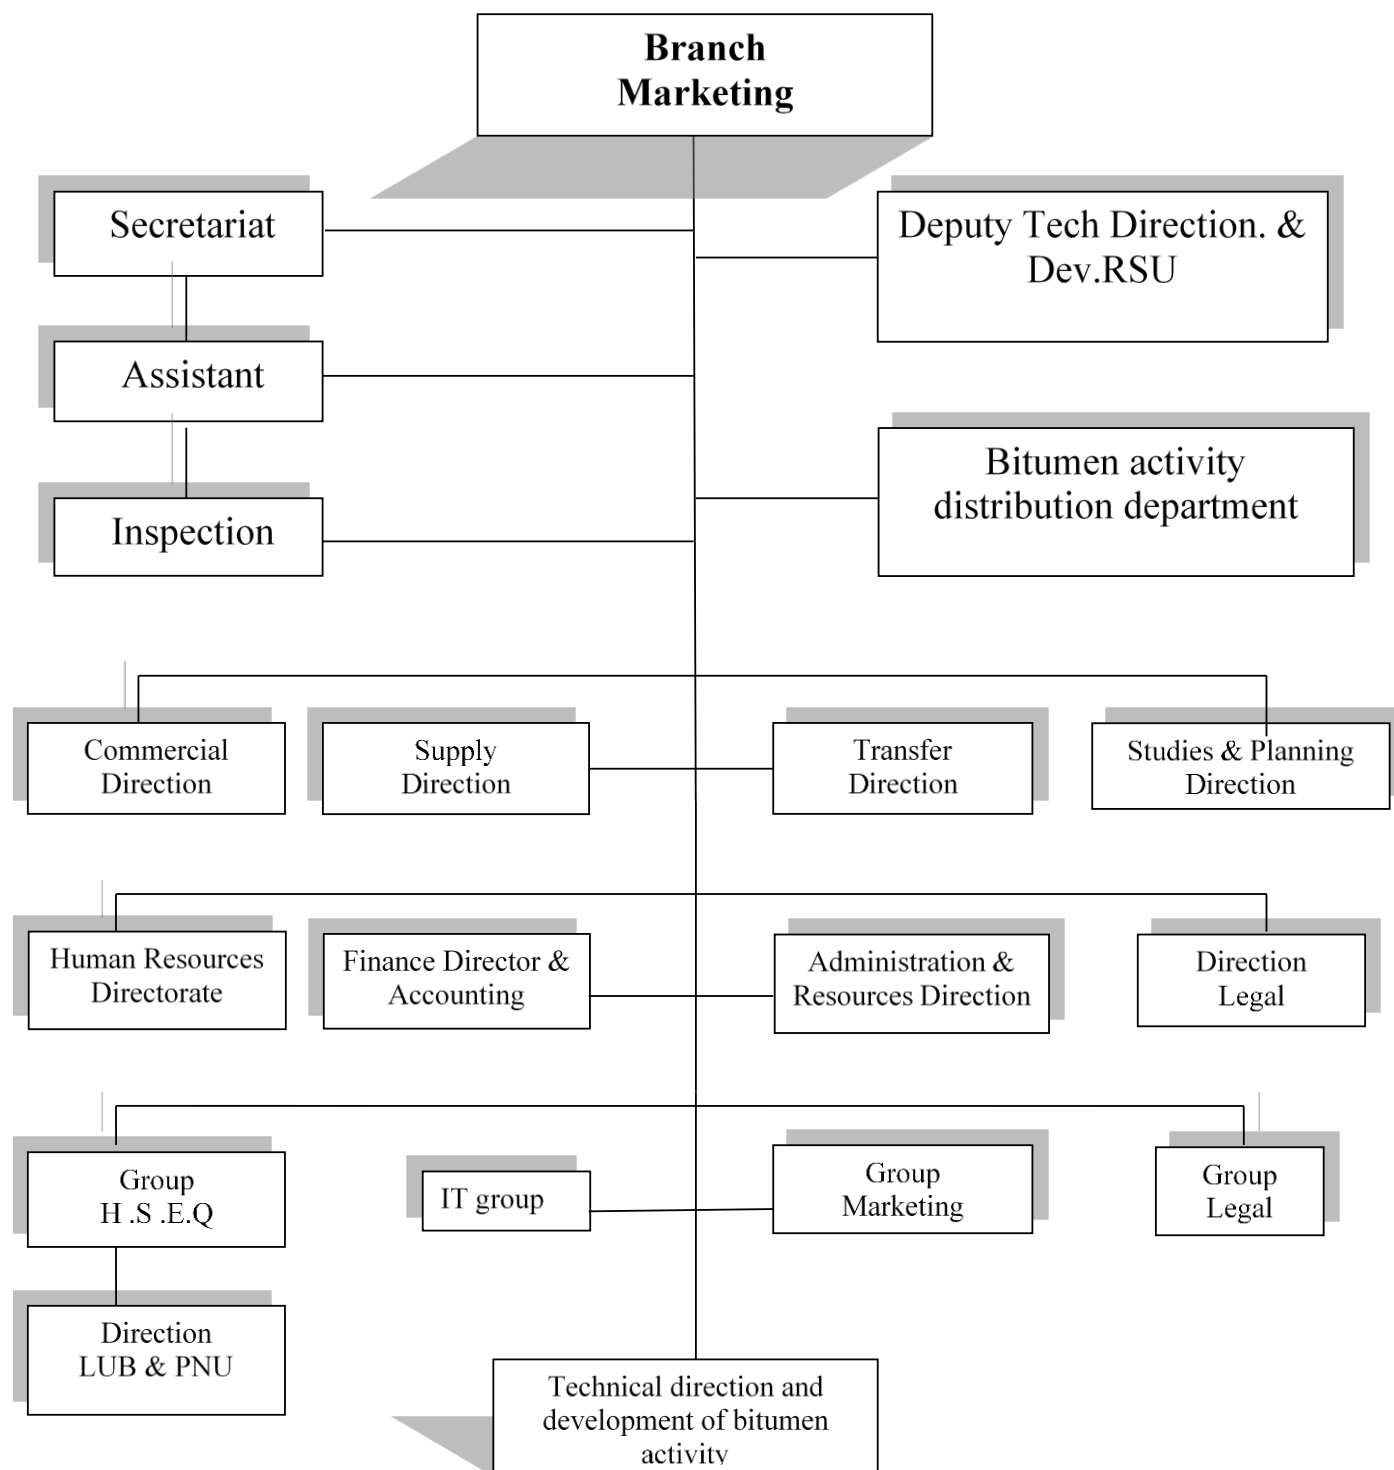 Branch
Marketing
Secretariat
Deputy Tech Direction. &
Dev.RSU
Assistant
Bitumen activity
distribution department
Inspection
Commercial
Direction
Supply
Direction
Transfer
Direction
Studies & Planning
Direction
Human Resources
Directorate
Finance Director &
Accounting
Administration &
Resources Direction
Direction
Legal
Group
H .S .E.Q
IT group
Group
Marketing
Group
Legal
Direction
LUB & PNU
Technical direction and
development of bitumen
activity